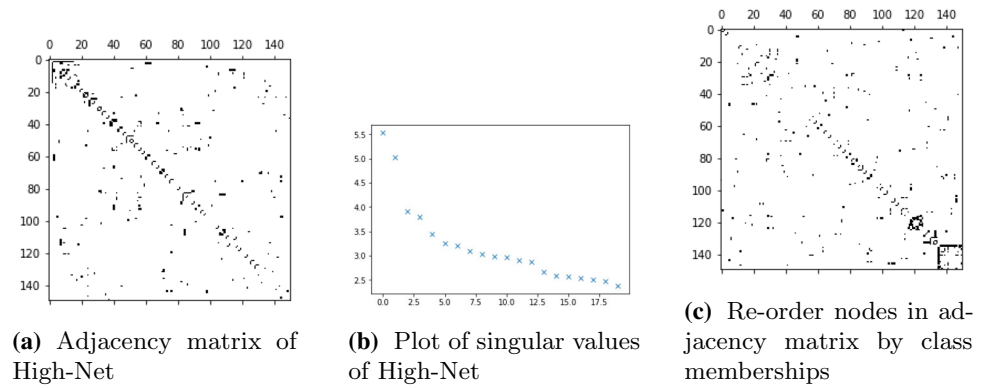 0 20 40 60 80 100 120 140
0
20
40
60
80
100
120
140
(a) Adjacency matrix of
High-Net
5.5
5.0
4.5
4.0
3.5
3.0
2.5
0.0 2.5 5.0 7.5 10.0 12.5 15.0 17.5
(b) Plot of singular values
of High-Net
0 20 40 60 80 100 120 140
0
20
40
60
80
100
120
140
(c) Re-order nodes in ad-
jacency matrix by class
memberships